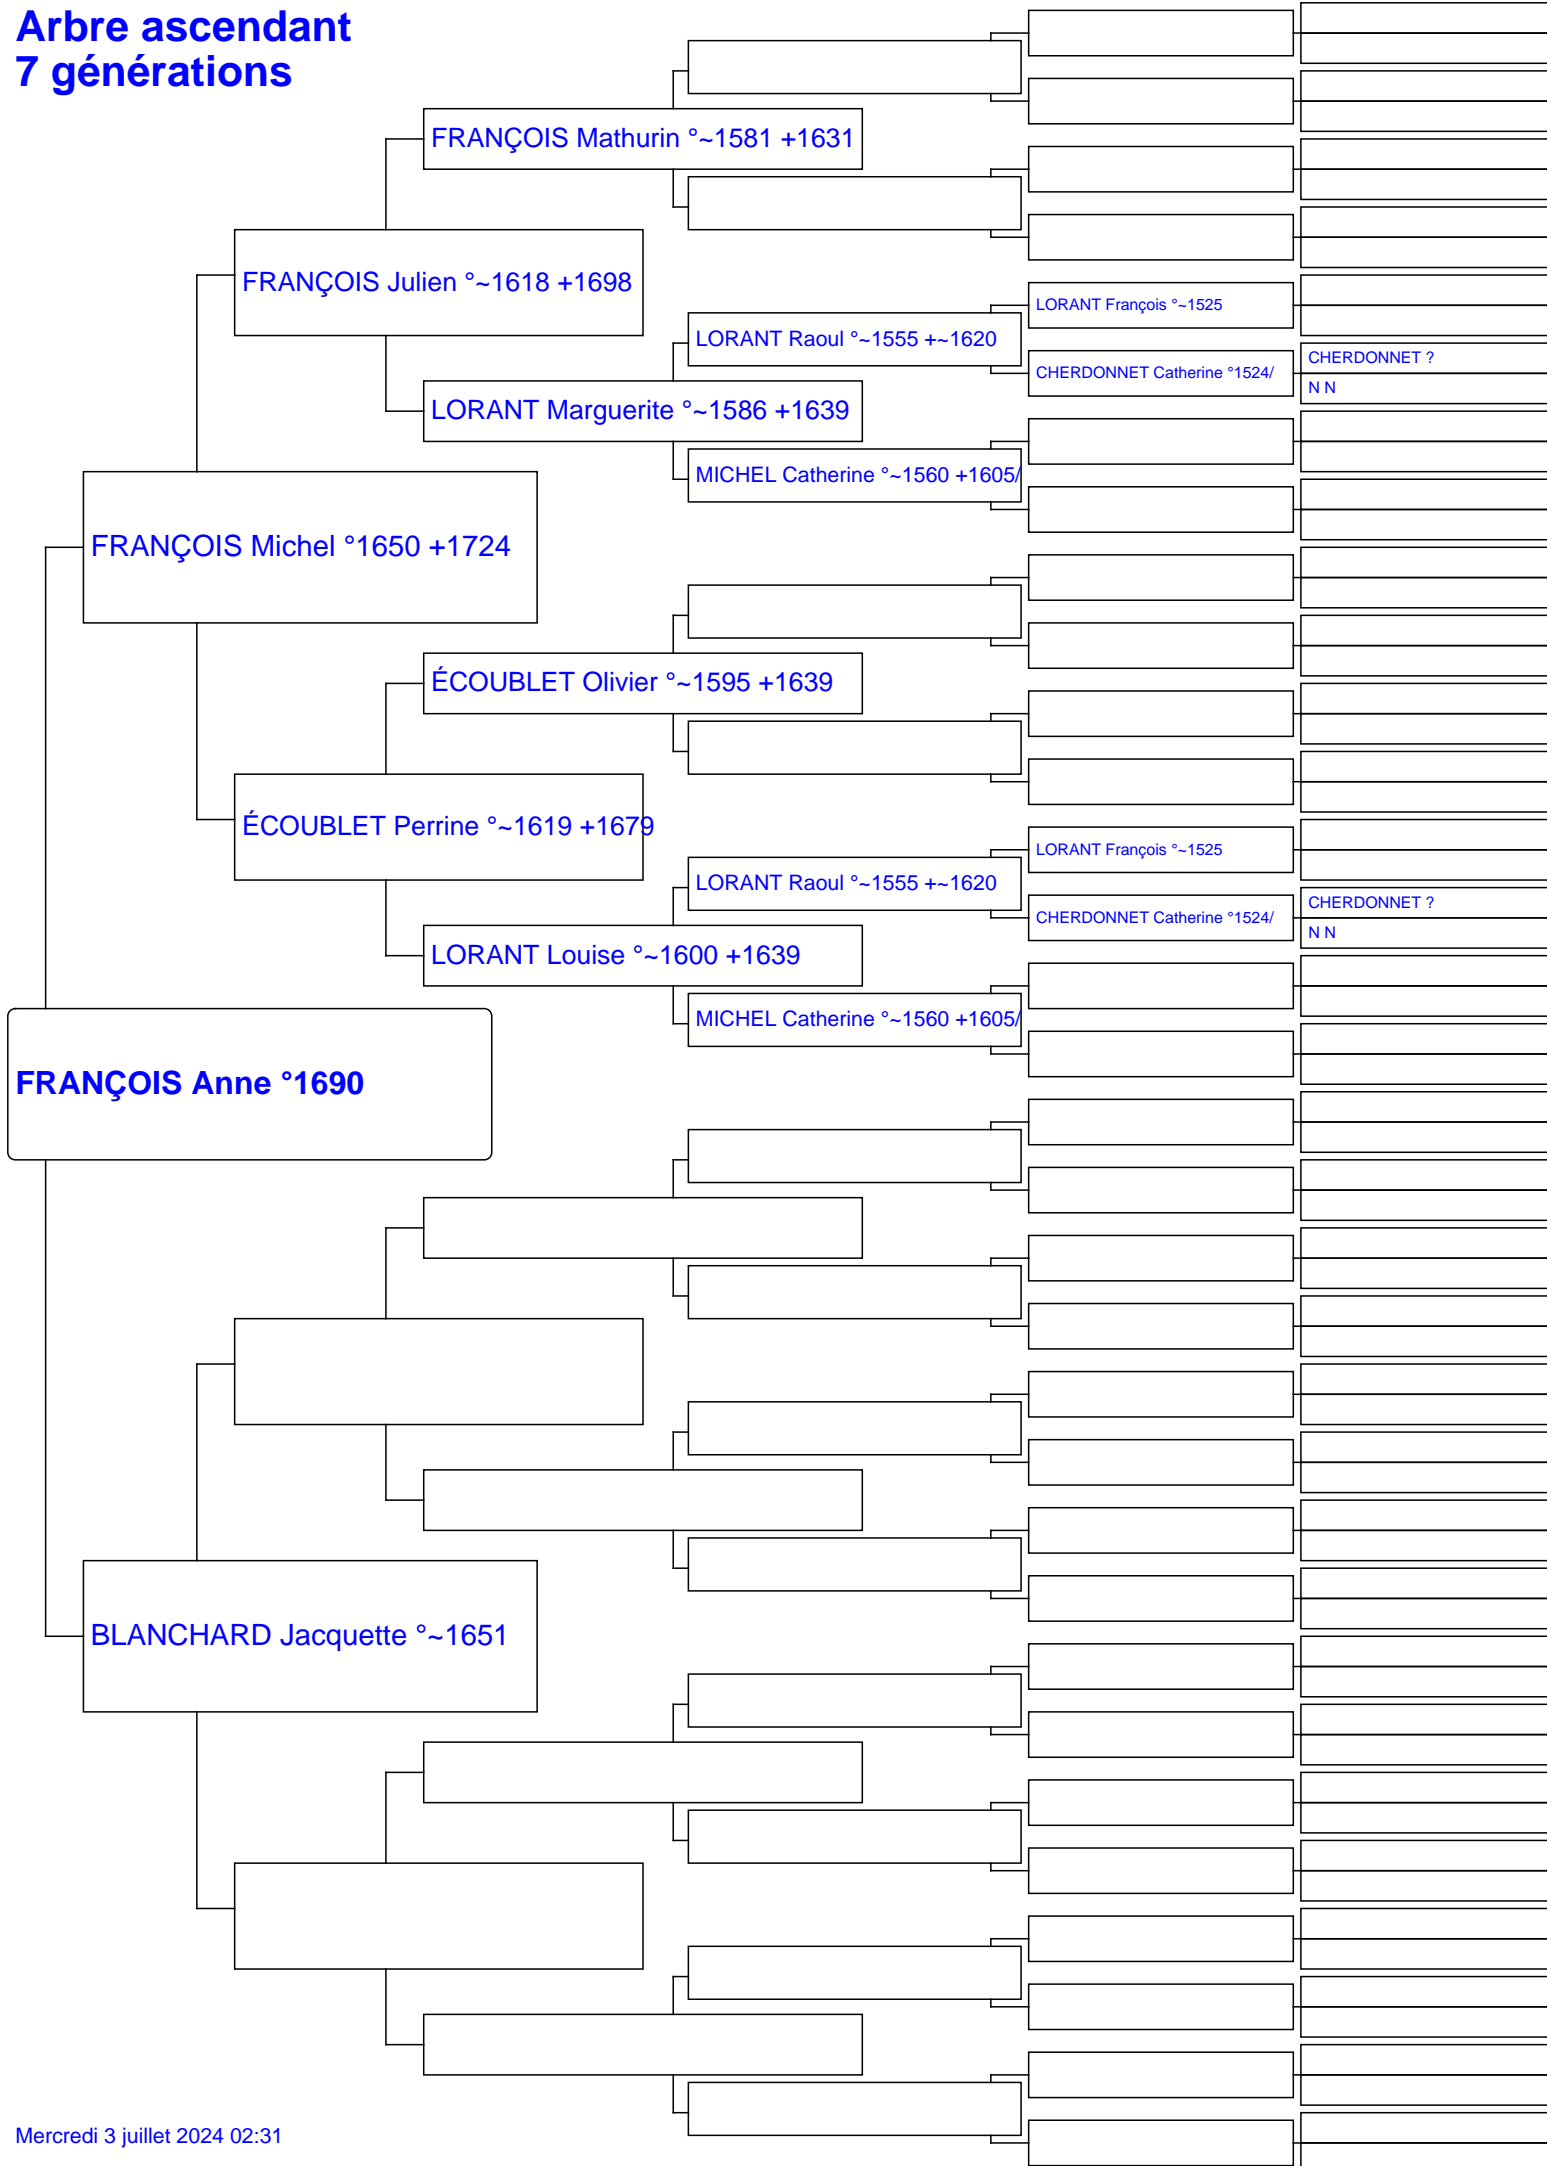 Arbre ascendant
7 générations
FRANÇOIS Mathurin °~1581 +1631
FRANÇOIS Julien °~1618 +1698
LORANT François °~1525
LORANT Raoul °~1555 +~1620
CHERDONNET ?
CHERDONNET Catherine °1524/
N N
LORANT Marguerite °~1586 +1639
MICHEL Catherine °~1560 +1605/
FRANÇOIS Michel °1650 +1724
ÉCOUBLET Olivier °~1595 +1639
ÉCOUBLET Perrine °~1619 +1679
LORANT François °~1525
LORANT Raoul °~1555 +~1620
CHERDONNET ?
CHERDONNET Catherine °1524/
N N
LORANT Louise °~1600 +1639
MICHEL Catherine °~1560 +1605/
FRANÇOIS Anne °1690
BLANCHARD Jacquette °~1651
Mercredi 3 juillet 2024 02:31